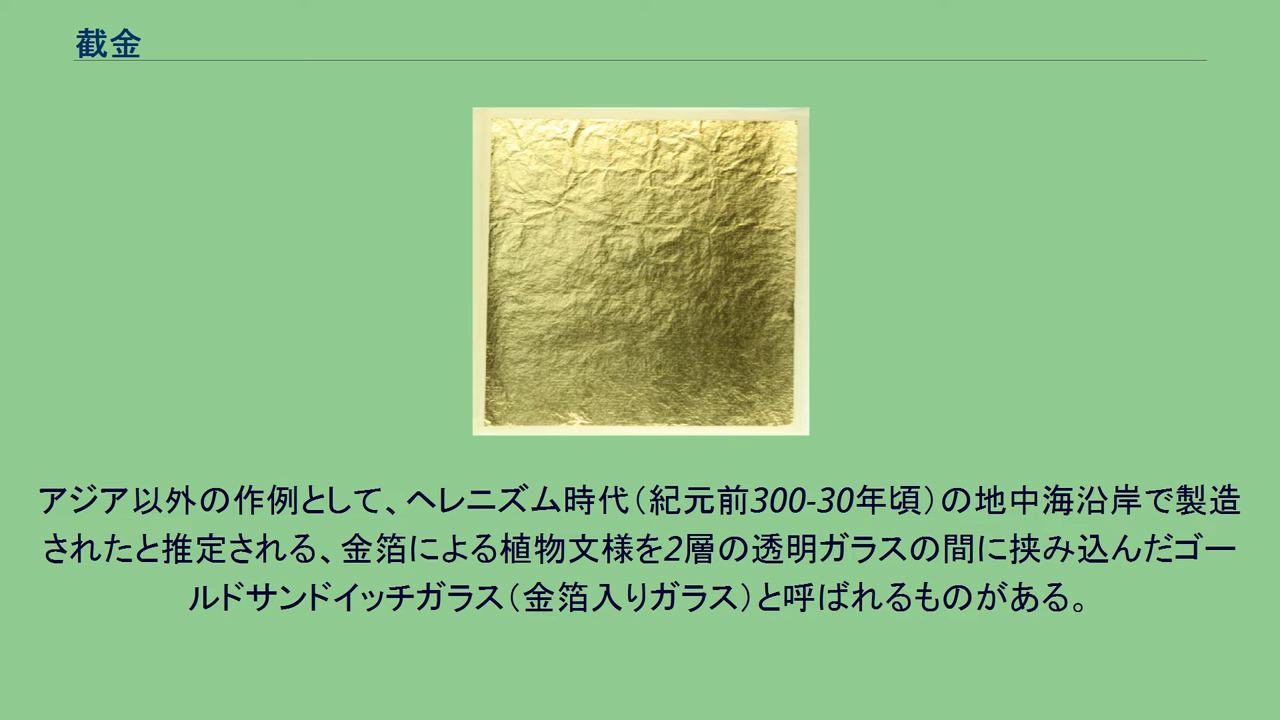 截金
アジア以外の作例として、ヘレニズム時代（紀元前300-30年頃）の地中海沿岸で製造
されたと推定される、金箔による植物文様を2層の透明ガラスの間に挟み込んだゴー
ルドサンドイッチガラス（金箔入りガラス）と呼ばれるものがある。